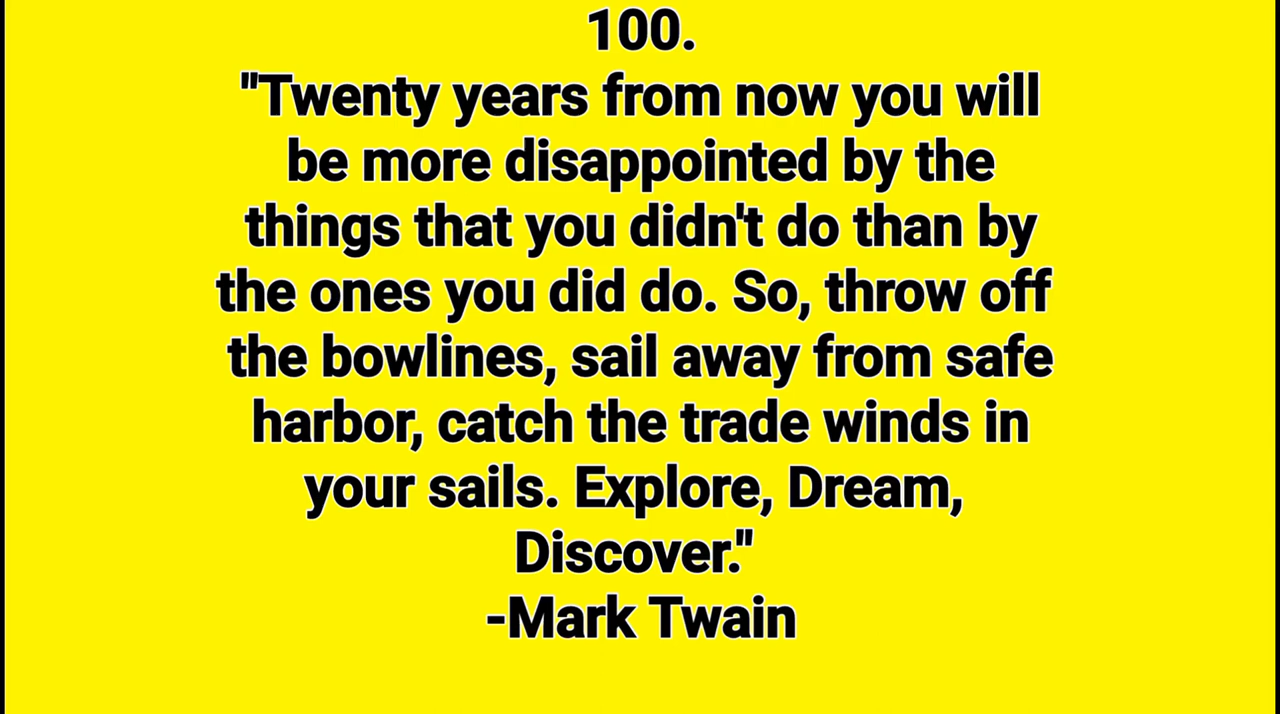 100.
"Twenty years from now you will
be more disappointed by the
things that you didn't do than by
the ones you did do. So, throw off
the bowlines, sail away from safe
harbor, catch the trade winds in
your sails. Explore, Dream,
Discover."
-Mark Twain